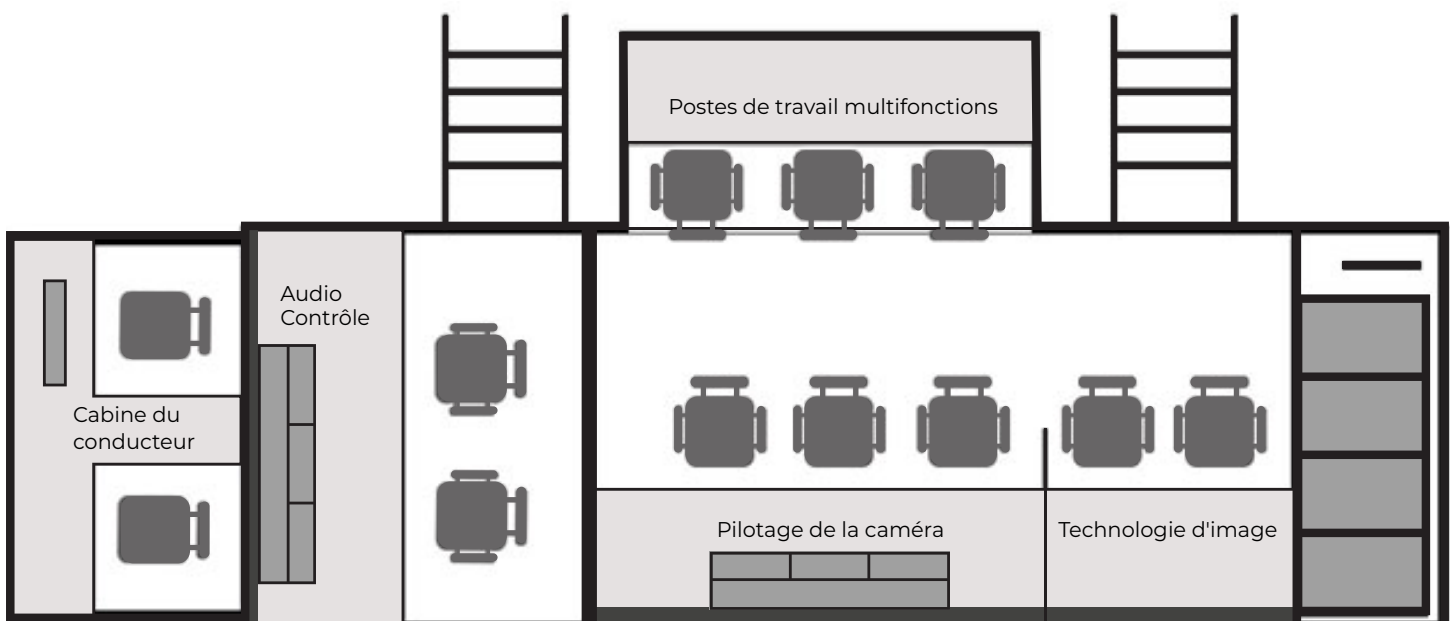 Postes de travail multifonctions
Audio
Contrôle
Cabine du
conducteur
Pilotage de la caméra
Technologie d'image